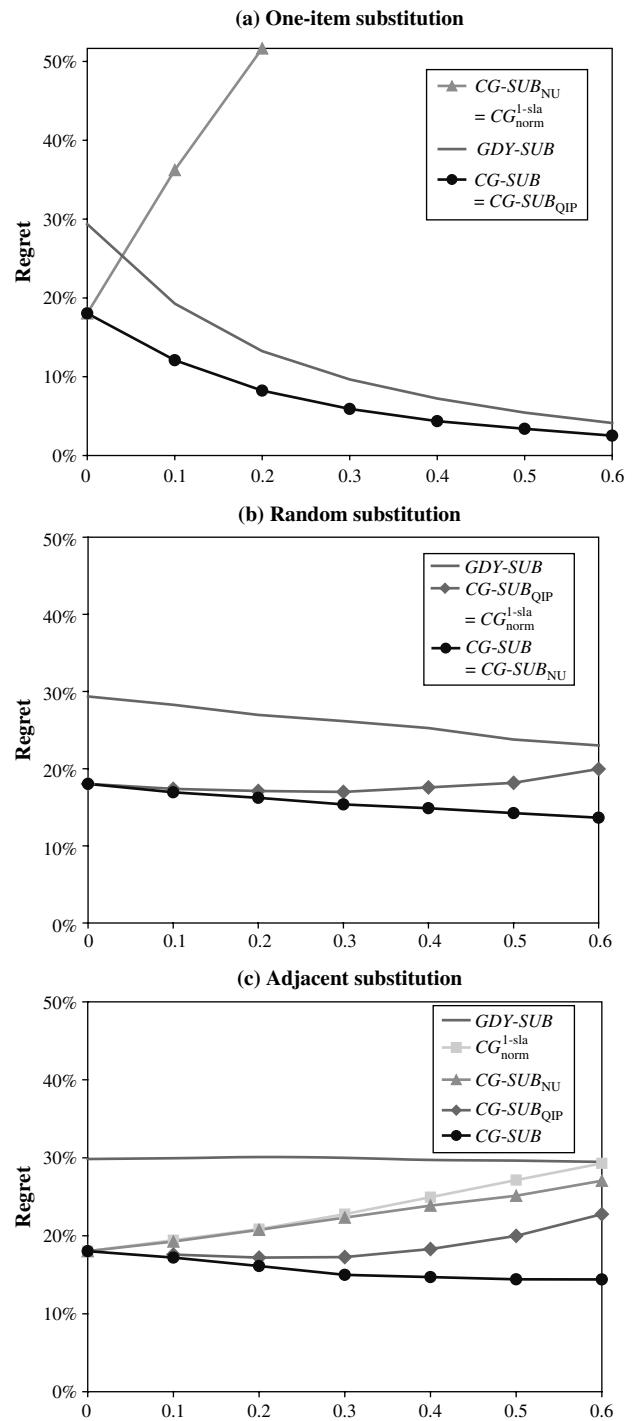 (a) One-item substitution
50%
40%
30%
20%
10%
0%
Regret
CG-SUB_NU
= CG^1-sla_norm
GDY-SUB
CG-SUB
= CG-SUB_QIP
0 0.1 0.2 0.3 0.4 0.5 0.6
(b) Random substitution
50%
40%
30%
20%
10%
0%
Regret
GDY-SUB
CG-SUB_QIP
= CG^1-sla_norm
CG-SUB
= CG-SUB_NU
0 0.1 0.2 0.3 0.4 0.5 0.6
(c) Adjacent substitution
50%
40%
30%
20%
10%
0%
Regret
GDY-SUB
CG^1-sla_norm
CG-SUB_NU
CG-SUB_QIP
CG-SUB
0 0.1 0.2 0.3 0.4 0.5 0.6